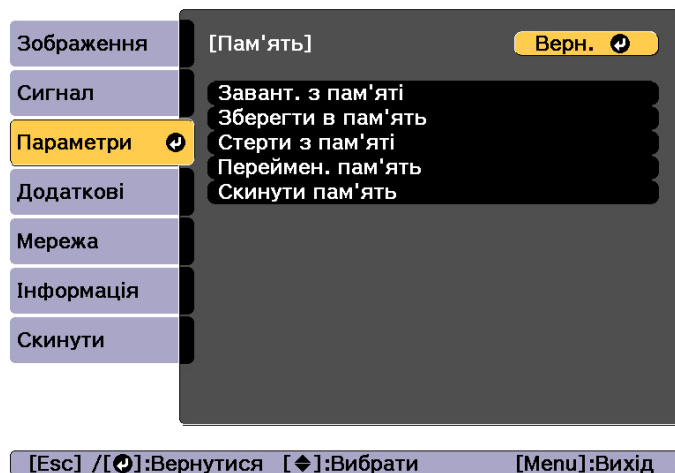 Зображення
Сигнал
Параметри
Додаткові
Мережа
Інформація
Скинути
[Пам'ять]
Верн.
Завант. з пам'яті
Зберегти в пам'ять
Стерти з пам'яті
Переймен. пам'ять
Скинути пам'ять
[Esc] /[ ]:Вернутися [ ]:Вибрати [Menu]:Вихід